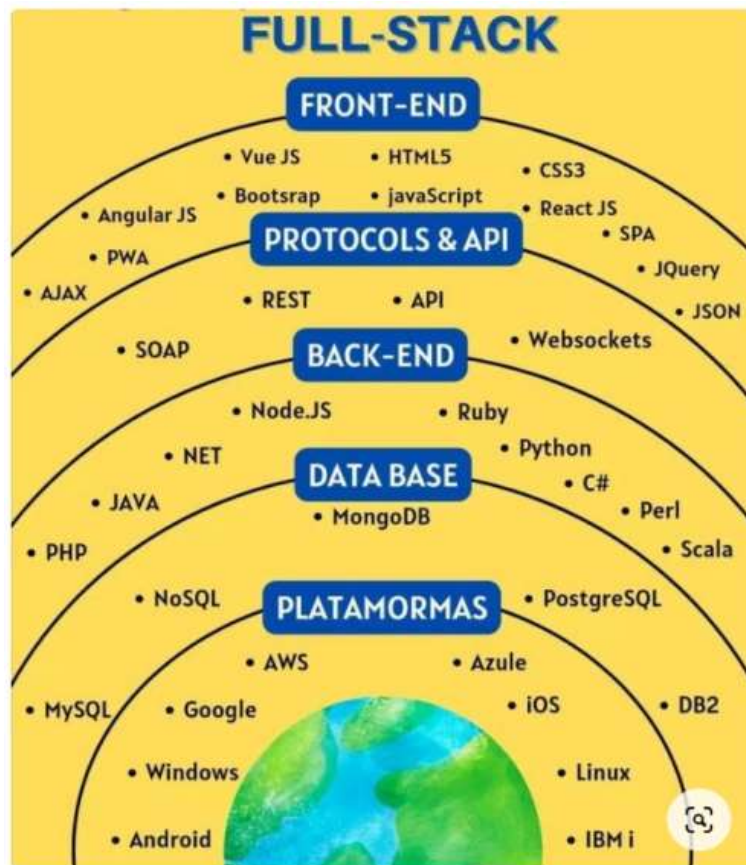 FULL-STACK
FRONT-END
• Vue JS
• HTML5
• CSS3
• Bootsrap
• javaScript
• React JS
• Angular JS
• SPA
• PWA
• JQuery
• AJAX
• JSON
PROTOCOLS & API
• REST
• API
• SOAP
• Websockets
BACK-END
• Node.JS
• Ruby
• NET
• Python
• JAVA
• C#
• Perl
• PHP
• Scala
DATA BASE
• MongoDB
• NoSQL
• PostgreSQL
• MySQL
• DB2
PLATAMORMAS
• AWS
• Azule
• Google
• iOS
• Windows
• Linux
• Android
• IBM i